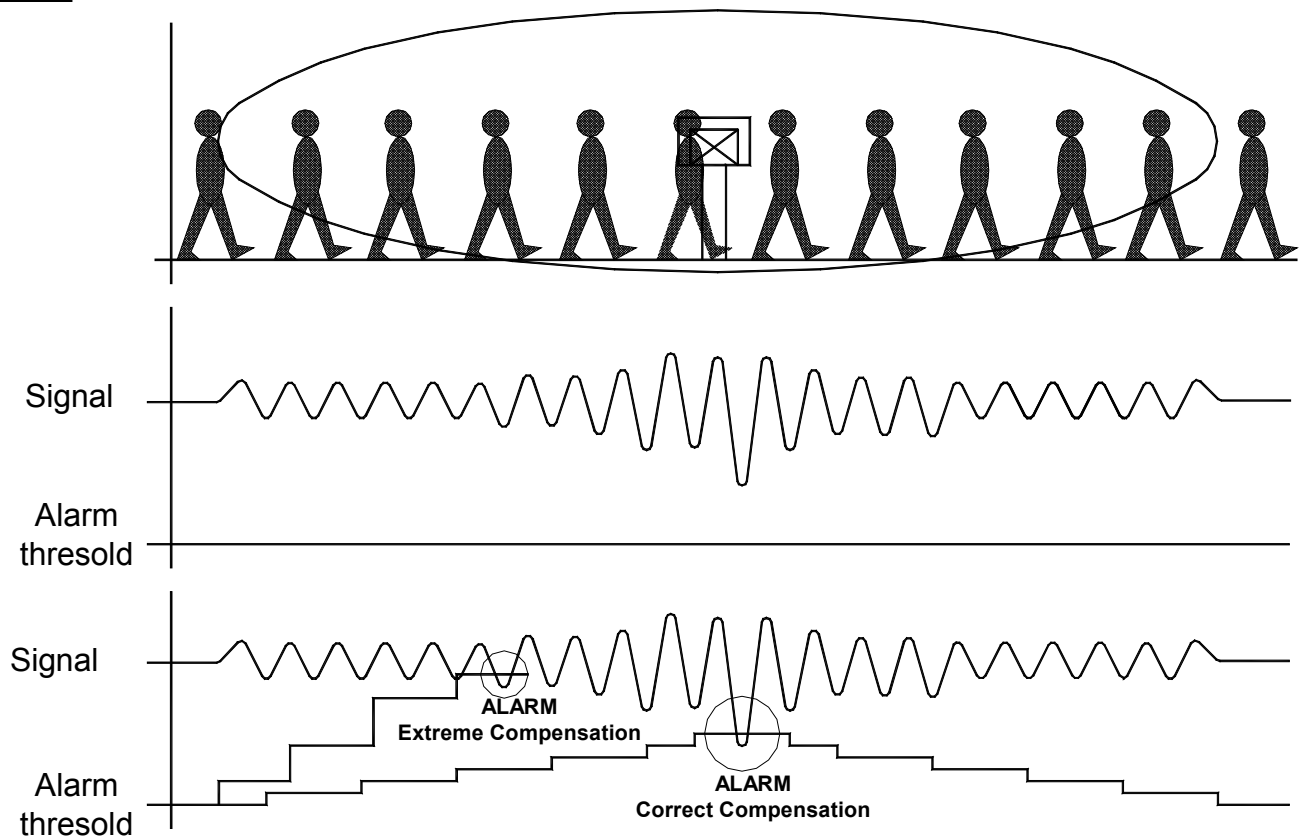 Signal
Alarm
thresold
Signal
ALARM
Extreme Compensation
ALARM
Correct Compensation
Alarm
thresold